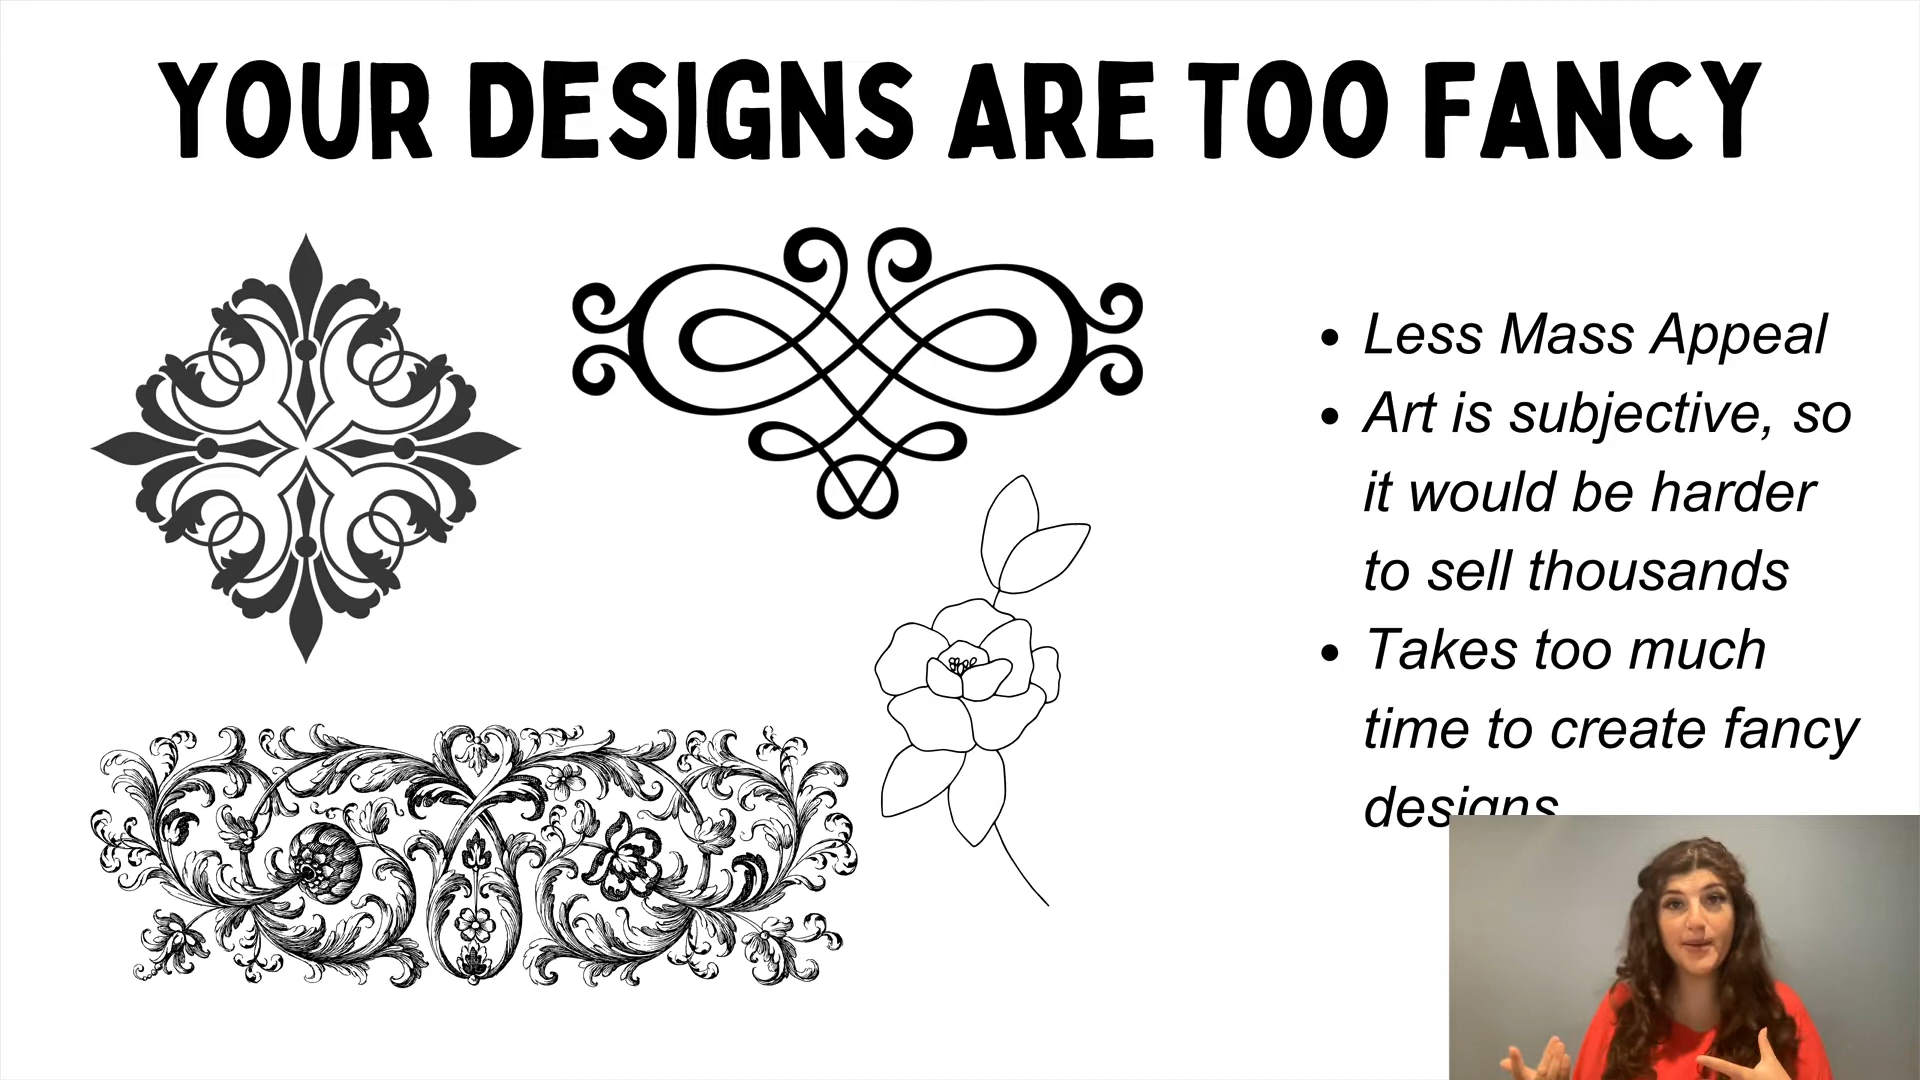 YOUR DESIGNS ARE TOO FANCY
• Less Mass Appeal
• Art is subjective, so
it would be harder
to sell thousands
• Takes too much
time to create fancy
designs